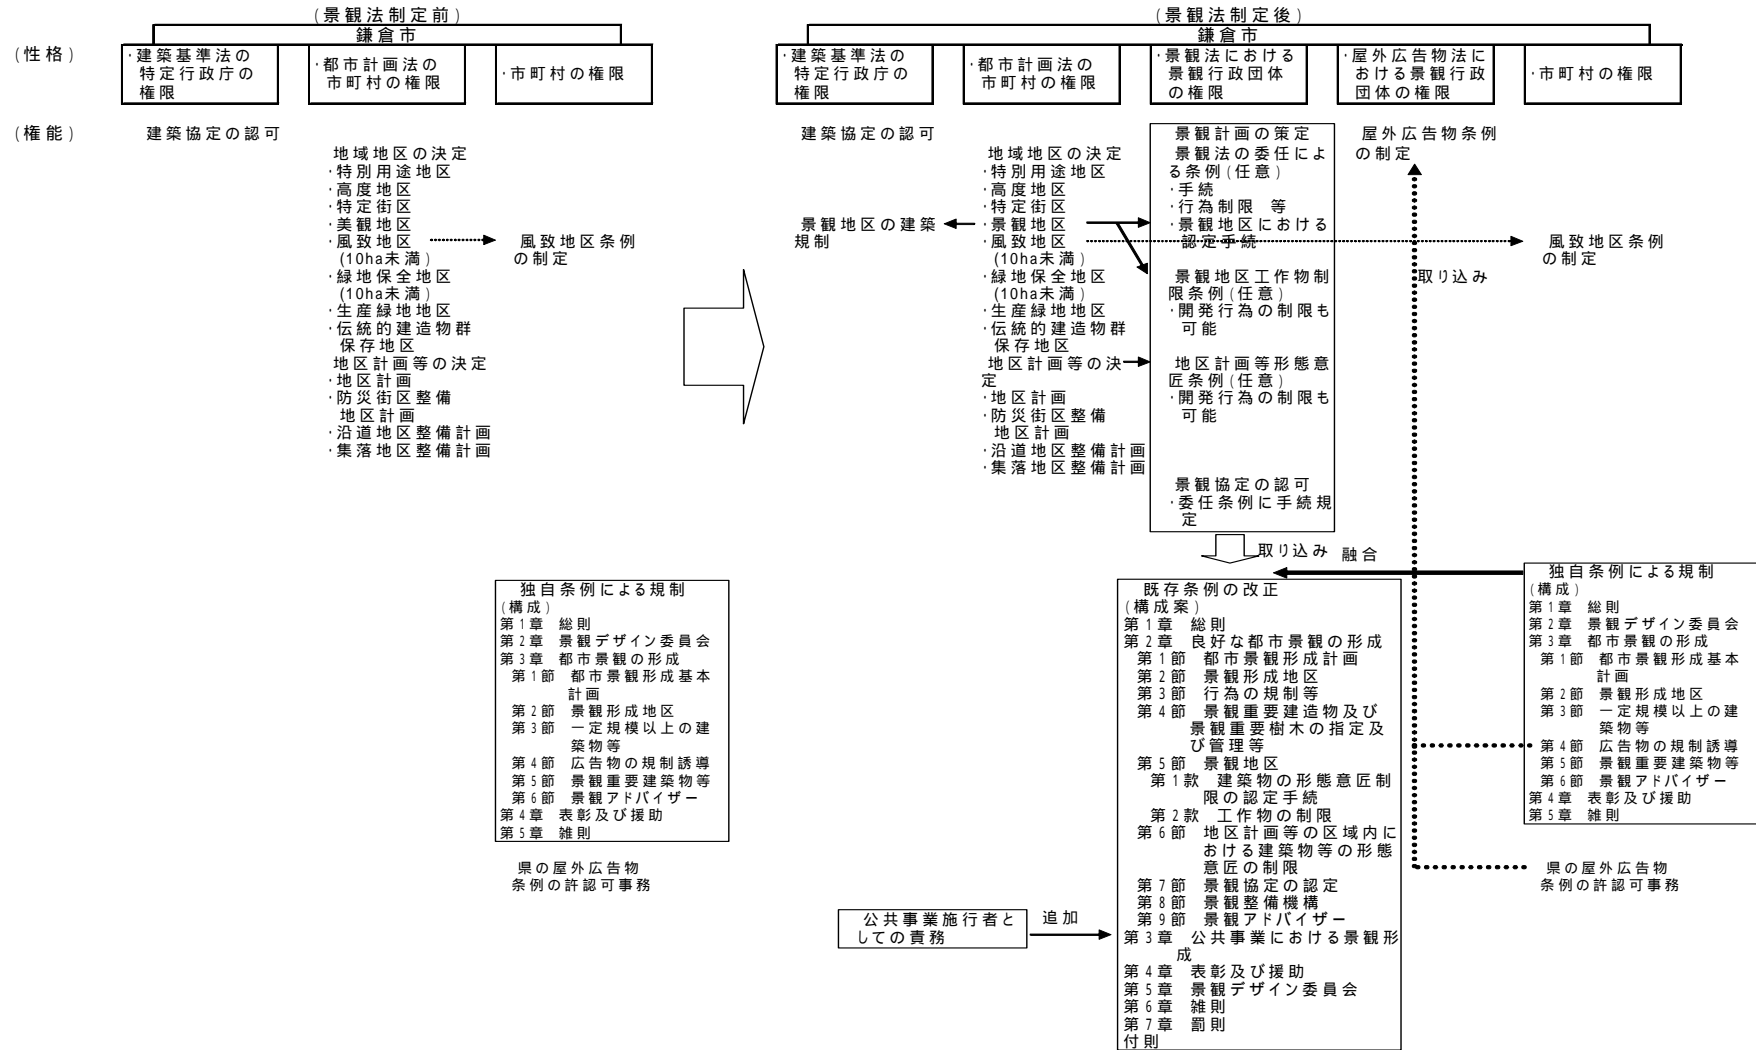 (景観法制定前)
鎌倉市
(性格)
・建築基準法の
特定行政庁の
権限
・都市計画法の
市町村の権限
・市町村の権限
(権能)
建築協定の認可
地域地区の決定
・特別用途地区
・高度地区
・特定街区
・美観地区
・風致地区
(10ha未満)
・緑地保全地区
(10ha未満)
・生産緑地地区
・伝統的建造物群
保存地区
地区計画等の決定
・地区計画
・防災街区整備
地区計画
・沿道地区整備計画
・集落地区整備計画
風致地区条例
の制定
独自条例による規制
(構成)
第1章 総則
第2章 景観デザイン委員会
第3章 都市景観の形成
第1節 都市景観形成基本
計画
第2節 景観形成地区
第3節 一定規模以上の建
築物等
第4節 広告物の規制誘導
第5節 景観重要建築物等
第6節 景観アドバイザー
第4章 表彰及び援助
第5章 雑則
県の屋外広告物
条例の許認可事務
(景観法制定後)
鎌倉市
・建築基準法の
特定行政庁の
権限
・都市計画法の
市町村の権限
・景観法における
景観行政団体
の権限
・屋外広告物法に
おける景観行政
団体の権限
・市町村の権限
建築協定の認可
景観地区の建築
規制
地域地区の決定
・特別用途地区
・高度地区
・特定街区
・景観地区
・風致地区
(10ha未満)
・緑地保全地区
(10ha未満)
・生産緑地地区
・伝統的建造物群
保存地区
地区計画等の決
定
・地区計画
・防災街区整備
地区計画
・沿道地区整備計画
・集落地区整備計画
景観計画の策定
景観法の委任によ
る条例(任意)
・手続
・行為制限 等
・景観地区における
認定手続
景観地区工作物制
限条例(任意)
・開発行為の制限も
可能
地区計画等形態意
匠条例(任意)
・開発行為の制限も
可能
景観協定の認可
・委任条例に手続規
定
屋外広告物条例
の制定
取り込み
風致地区条例
の制定
取り込み
融合
既存条例の改正
(構成案)
第1章 総則
第2章 良好な都市景観の形成
第1節 都市景観形成計画
第2節 景観形成地区
第3節 行為の規制等
第4節 景観重要建造物及び
景観重要樹木の指定及
び管理等
第5節 景観地区
第1款 建築物の形態意匠制
限の認定手続
第2款 工作物の制限
第6節 地区計画等の区域内に
おける建築物等の形態
意匠の制限
第7節 景観協定の認定
第8節 景観整備機構
第9節 景観アドバイザー
第3章 公共事業における景観形
成
第4章 表彰及び援助
第5章 景観デザイン委員会
第6章 雑則
第7章 罰則
付則
公共事業施行者と
しての責務
追加
独自条例による規制
(構成)
第1章 総則
第2章 景観デザイン委員会
第3章 都市景観の形成
第1節 都市景観形成基本
計画
第2節 景観形成地区
第3節 一定規模以上の建
築物等
第4節 広告物の規制誘導
第5節 景観重要建築物等
第6節 景観アドバイザー
第4章 表彰及び援助
第5章 雑則
県の屋外広告物
条例の許認可事務